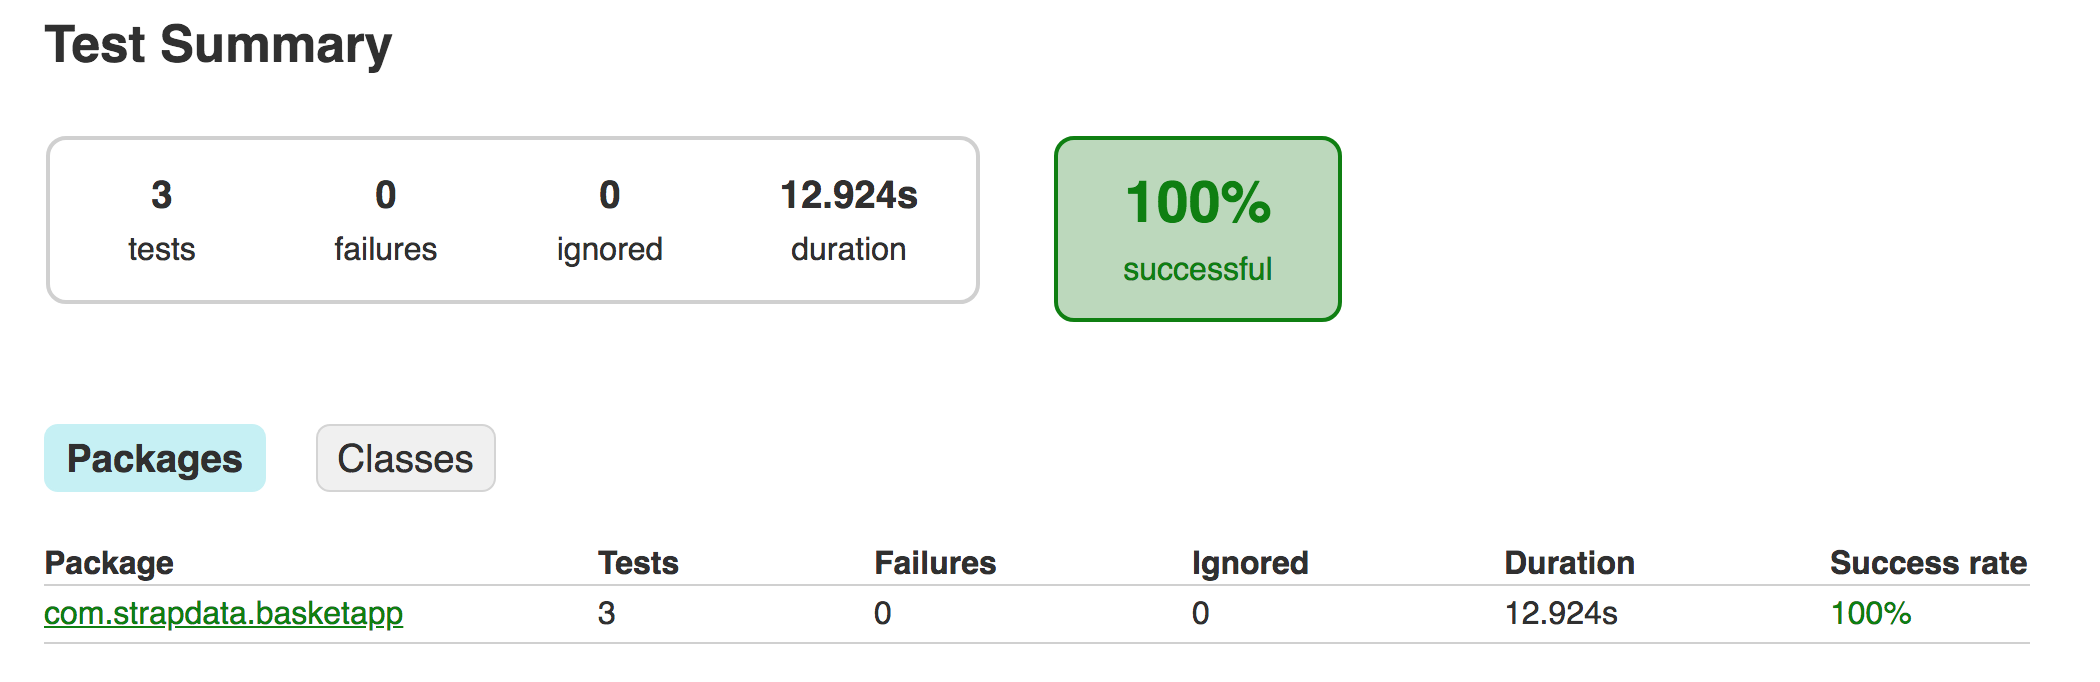 Test Summary
3 0 0 12.924s
tests failures ignored duration
100%
successful
Packages Classes
Package Tests Failures Ignored Duration Success rate
com.strapdata.basketapp 3 0 0 12.924s 100%